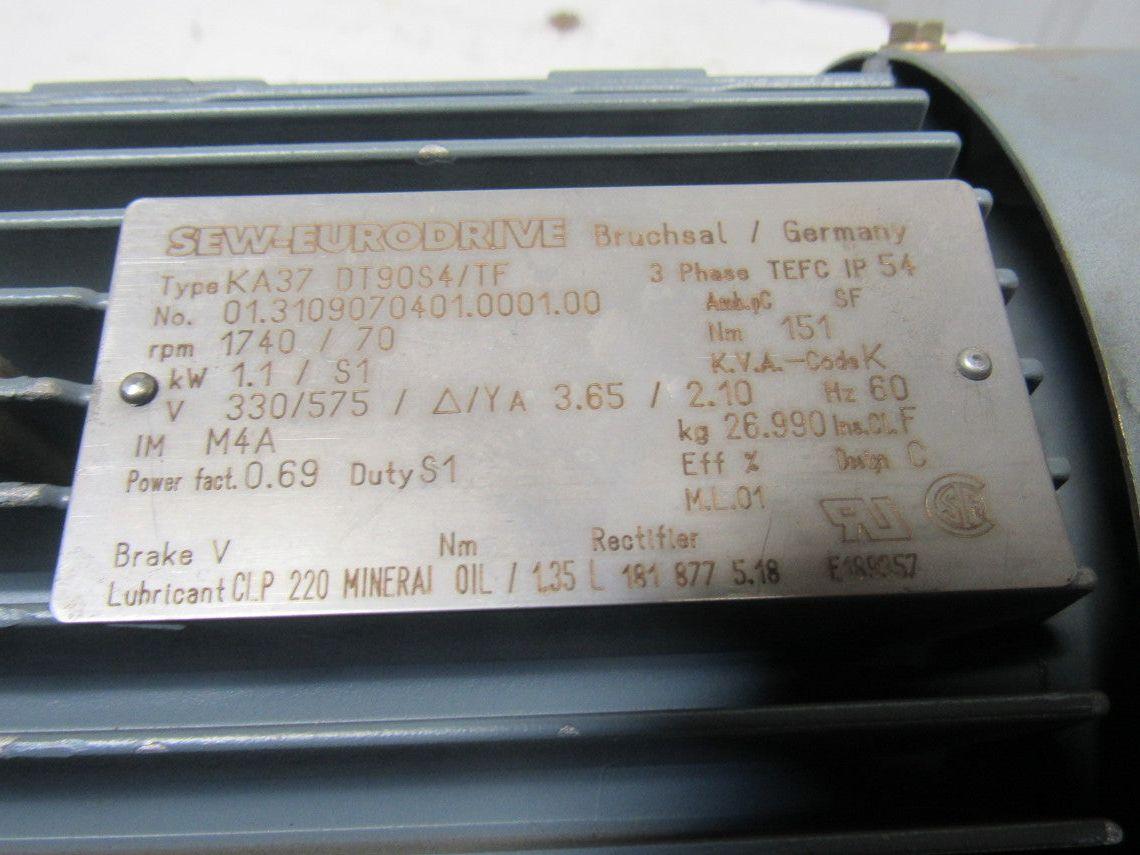 SEW-EURODRIVE Bruchsal / Germany
Type KA37 DT90S4/TF 3 Phase TEFC IP 54
No. 01.3109070401.0001.00 Amb.°C SF
rpm 1740 / 70 Nm 151
kW 1.1 / S1 K.V.A.-Code K
V 330/575 / Δ/Y A 3.65 / 2.10 Hz 60
IM M4A kg 26.990 Ins.Cl. F
Power fact. 0.69 Duty S1 Eff % Design C
M.L.01
Brake V Nm Rectifier
Lubricant CLP 220 MINERAL OIL / 1.35 L 181 877 5.18 E189357